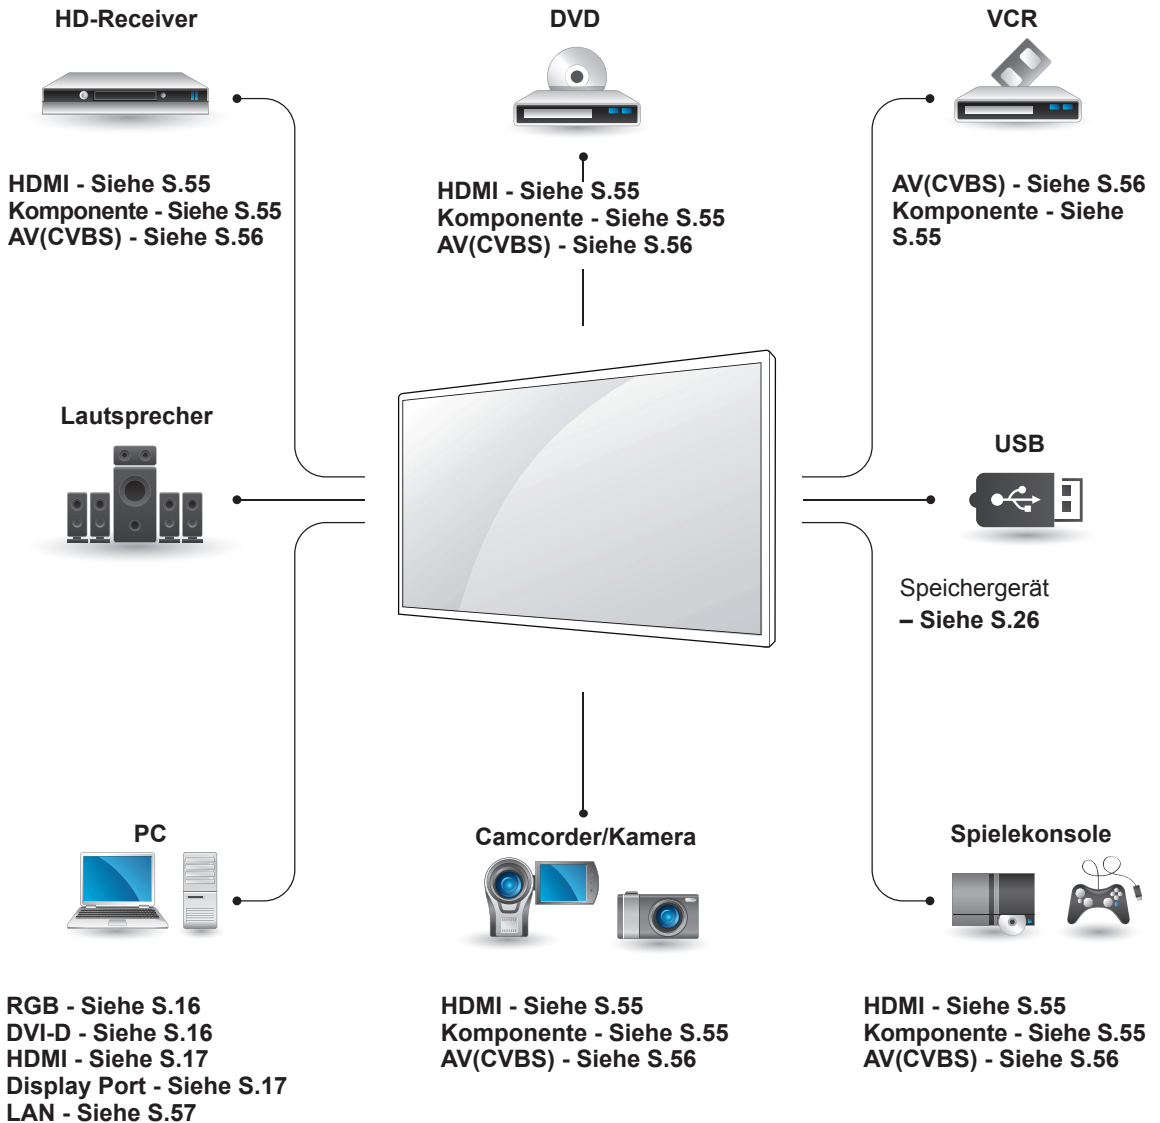 HD-Receiver
HDMI - Siehe S.55
Komponente - Siehe S.55
AV(CVBS) - Siehe S.56
DVD
HDMI - Siehe S.55
Komponente - Siehe S.55
AV(CVBS) - Siehe S.56
VCR
AV(CVBS) - Siehe S.56
Komponente - Siehe
S.55
Lautsprecher
USB
Speichergerät
– Siehe S.26
PC
RGB - Siehe S.16
DVI-D - Siehe S.16
HDMI - Siehe S.17
Display Port - Siehe S.17
LAN - Siehe S.57
Camcorder/Kamera
HDMI - Siehe S.55
Komponente - Siehe S.55
AV(CVBS) - Siehe S.56
Spielekonsole
HDMI - Siehe S.55
Komponente - Siehe S.55
AV(CVBS) - Siehe S.56